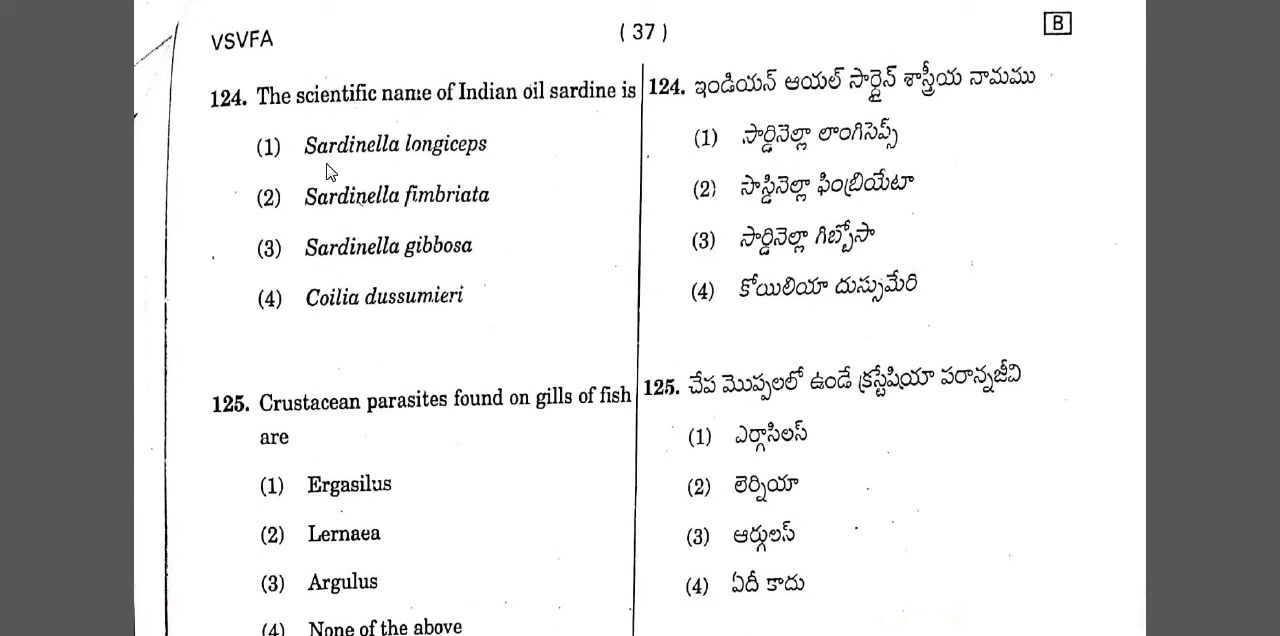 VSVFA
( 37 )
B
124. The scientific name of Indian oil sardine is
(1) Sardinella longiceps
(2) Sardinella fimbriata
(3) Sardinella gibbosa
(4) Coilia dussumieri
125. Crustacean parasites found on gills of fish
are
(1) Ergasilus
(2) Lernaea
(3) Argulus
(4) None of the above
124. ఇండియన్ ఆయల్ సార్డైన్ శాస్త్రీయ నామము
(1) సార్డినెల్లా లాంగిసెప్స్
(2) సార్డినెల్లా ఫింబ్రియేటా
(3) సార్డినెల్లా గిబ్బోసా
(4) కోయిలియా దుస్సుమేరి
125. చేప మొప్పలలో ఉండే క్రస్టేషియా పరాన్నజీవి
(1) ఎర్గాసిలస్
(2) లెర్నియా
(3) ఆర్గులస్
(4) ఏదీ కాదు